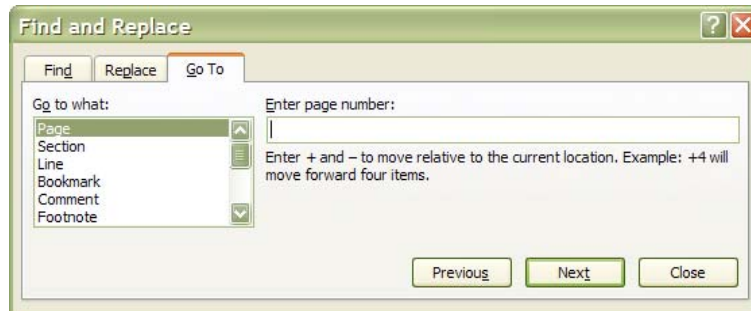 Find and Replace
Find Replace Go To
Go to what:
Page
Section
Line
Bookmark
Comment
Footnote
Enter page number:
Enter + and – to move relative to the current location. Example: +4 will
move forward four items.
Previous Next Close